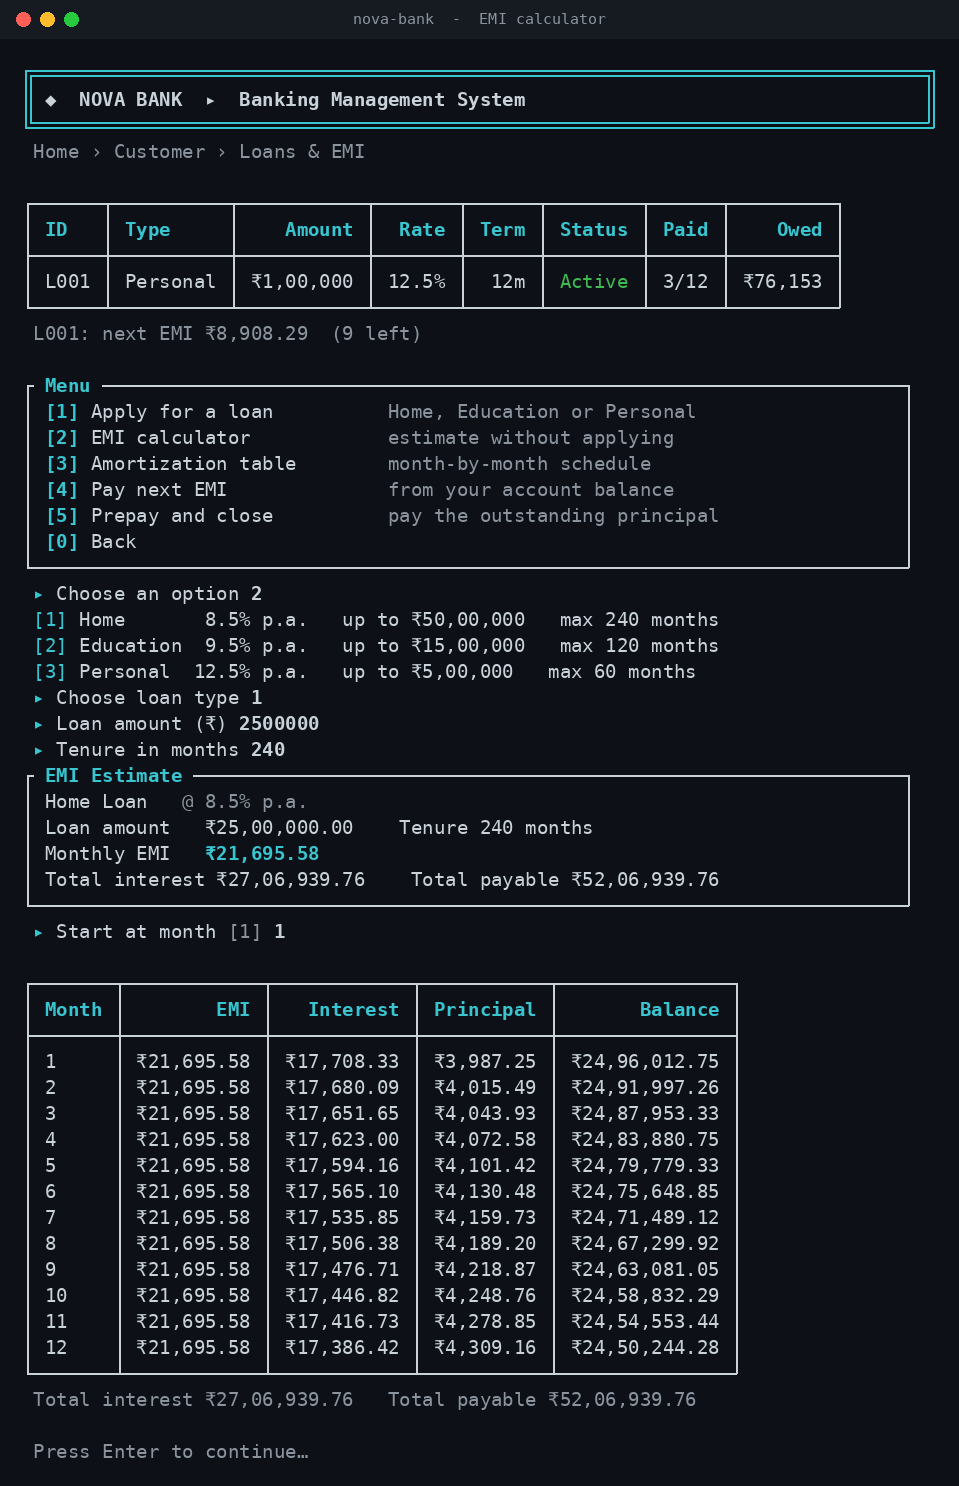 nova-bank - EMI calculator
◆ NOVA BANK ▸ Banking Management System
Home › Customer › Loans & EMI
ID Type Amount Rate Term Status Paid Owed
L001 Personal ₹1,00,000 12.5% 12m Active 3/12 ₹76,153
L001: next EMI ₹8,908.29 (9 left)
Menu
[1] Apply for a loan Home, Education or Personal
[2] EMI calculator estimate without applying
[3] Amortization table month-by-month schedule
[4] Pay next EMI from your account balance
[5] Prepay and close pay the outstanding principal
[0] Back
▸ Choose an option 2
[1] Home 8.5% p.a. up to ₹50,00,000 max 240 months
[2] Education 9.5% p.a. up to ₹15,00,000 max 120 months
[3] Personal 12.5% p.a. up to ₹5,00,000 max 60 months
▸ Choose loan type 1
▸ Loan amount (₹) 2500000
▸ Tenure in months 240
EMI Estimate
Home Loan @ 8.5% p.a.
Loan amount ₹25,00,000.00 Tenure 240 months
Monthly EMI ₹21,695.58
Total interest ₹27,06,939.76 Total payable ₹52,06,939.76
▸ Start at month [1] 1
Month EMI Interest Principal Balance
1 ₹21,695.58 ₹17,708.33 ₹3,987.25 ₹24,96,012.75
2 ₹21,695.58 ₹17,680.09 ₹4,015.49 ₹24,91,997.26
3 ₹21,695.58 ₹17,651.65 ₹4,043.93 ₹24,87,953.33
4 ₹21,695.58 ₹17,623.00 ₹4,072.58 ₹24,83,880.75
5 ₹21,695.58 ₹17,594.16 ₹4,101.42 ₹24,79,779.33
6 ₹21,695.58 ₹17,565.10 ₹4,130.48 ₹24,75,648.85
7 ₹21,695.58 ₹17,535.85 ₹4,159.73 ₹24,71,489.12
8 ₹21,695.58 ₹17,506.38 ₹4,189.20 ₹24,67,299.92
9 ₹21,695.58 ₹17,476.71 ₹4,218.87 ₹24,63,081.05
10 ₹21,695.58 ₹17,446.82 ₹4,248.76 ₹24,58,832.29
11 ₹21,695.58 ₹17,416.73 ₹4,278.85 ₹24,54,553.44
12 ₹21,695.58 ₹17,386.42 ₹4,309.16 ₹24,50,244.28
Total interest ₹27,06,939.76 Total payable ₹52,06,939.76
Press Enter to continue…